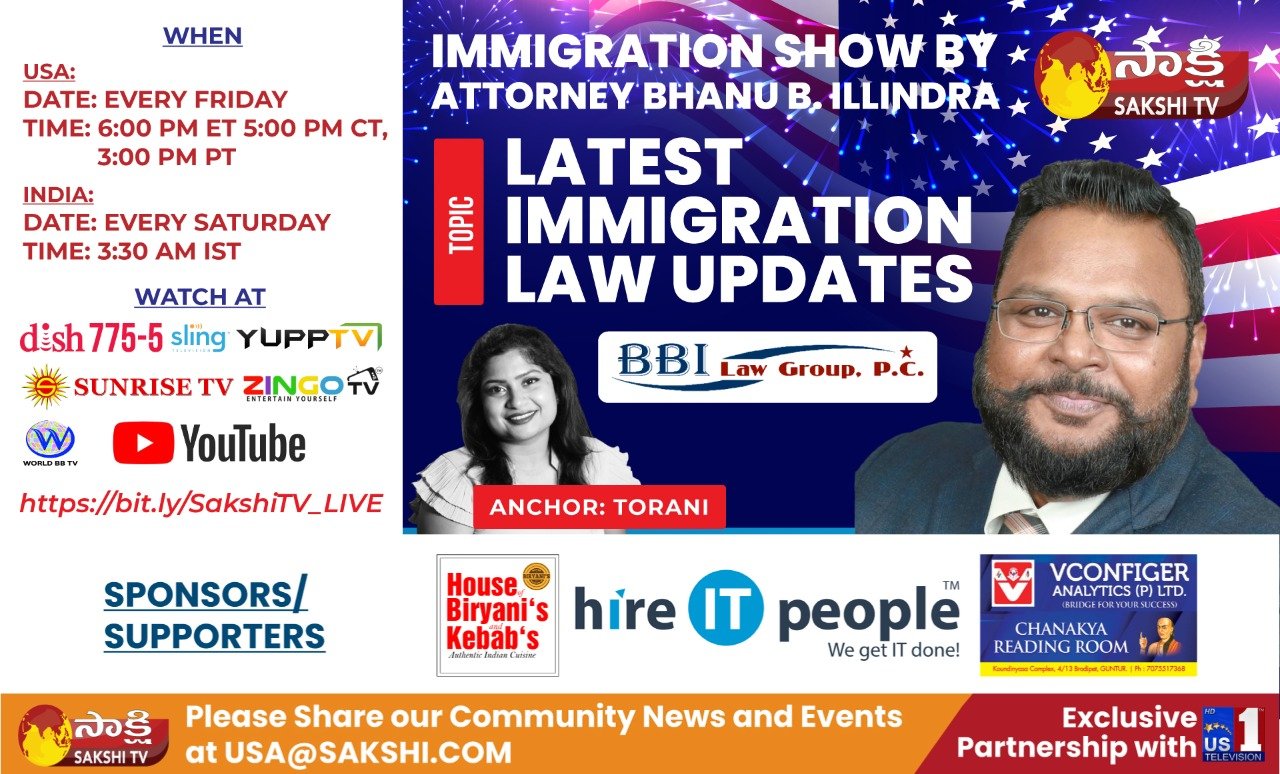 WHEN
USA:
DATE: EVERY FRIDAY
TIME: 6:00 PM ET 5:00 PM CT,
3:00 PM PT
INDIA:
DATE: EVERY SATURDAY
TIME: 3:30 AM IST
WATCH AT
dish 775-5 sling TELEVISION YUPPTV
SUNRISE TV ZINGO TV
ENTERTAIN YOURSELF
W
WORLD BB TV
YouTube
https://bit.ly/SakshiTV_LIVE
IMMIGRATION SHOW BY
ATTORNEY BHANU B. ILLINDRA
సాక్షి
SAKSHI TV
TOPIC
LATEST
IMMIGRATION
LAW UPDATES
BBI Law Group, P.C.
ANCHOR: TORANI
SPONSORS/
SUPPORTERS
BIRYANI'S
House
of
Biryani's
and
Kebab's
Authentic Indian Cuisine
hire IT people™
We get IT done!
VCONFIGER
ANALYTICS (P) LTD.
(BRIDGE FOR YOUR SUCCESS)
CHANAKYA
READING ROOM
Koundinyasa Complex, 4/13 Brodipet, GUNTUR. | Ph : 7075517368
సాక్షి
SAKSHI TV
Please Share our Community News and Events
at USA@SAKSHI.COM
Exclusive
Partnership with
HD
US 1
TELEVISION